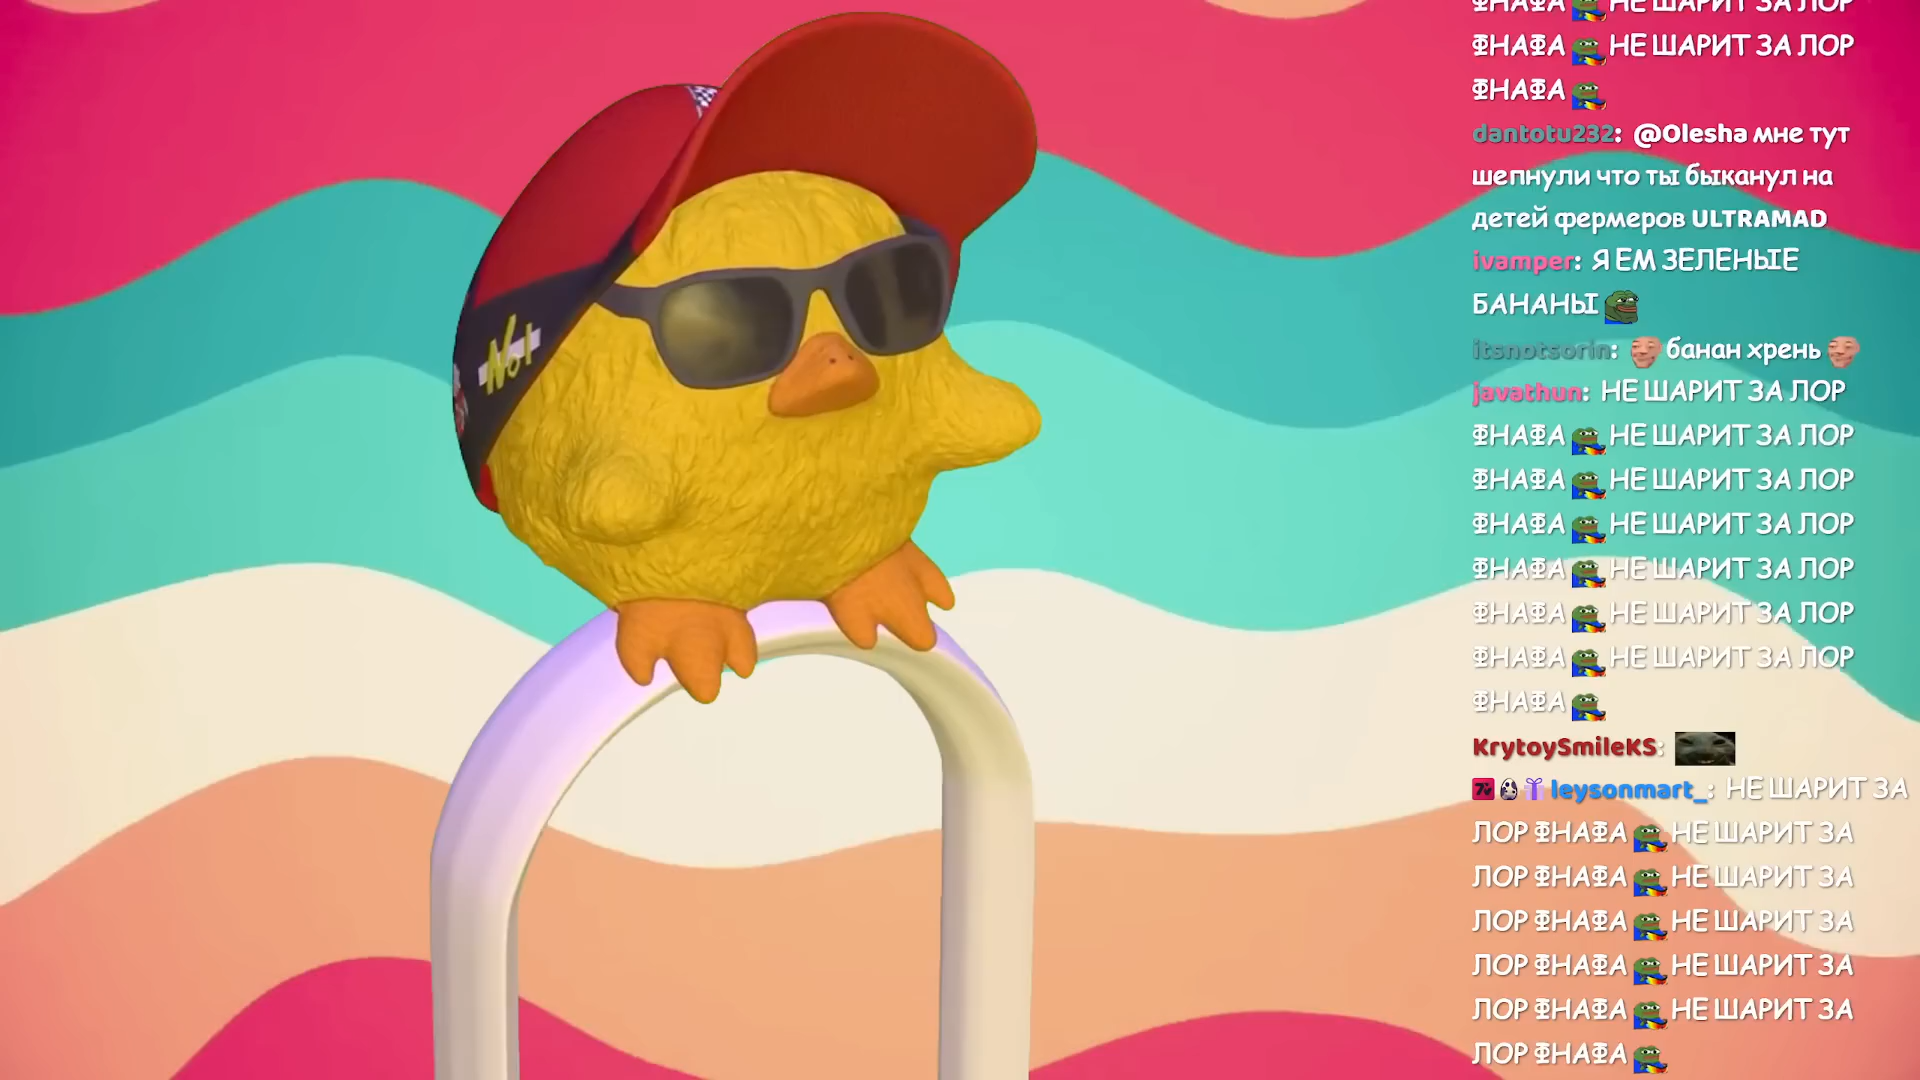 ФНАФА НЕ ШАРИТ ЗА ЛОР
ФНАФА НЕ ШАРИТ ЗА ЛОР
ФНАФА
dantotu232: @Olesha мне тут
шепнули что ты быканул на
детей фермеров ULTRAMAD
ivamper: Я ЕМ ЗЕЛЕНЫЕ
БАНАНЫ
itsnotsorin: банан хрень
javathun: НЕ ШАРИТ ЗА ЛОР
ФНАФА НЕ ШАРИТ ЗА ЛОР
ФНАФА НЕ ШАРИТ ЗА ЛОР
ФНАФА НЕ ШАРИТ ЗА ЛОР
ФНАФА НЕ ШАРИТ ЗА ЛОР
ФНАФА НЕ ШАРИТ ЗА ЛОР
ФНАФА НЕ ШАРИТ ЗА ЛОР
ФНАФА
KrytoySmileKS:
7TV leysonmart_: НЕ ШАРИТ ЗА
ЛОР ФНАФА НЕ ШАРИТ ЗА
ЛОР ФНАФА НЕ ШАРИТ ЗА
ЛОР ФНАФА НЕ ШАРИТ ЗА
ЛОР ФНАФА НЕ ШАРИТ ЗА
ЛОР ФНАФА НЕ ШАРИТ ЗА
ЛОР ФНАФА
No1